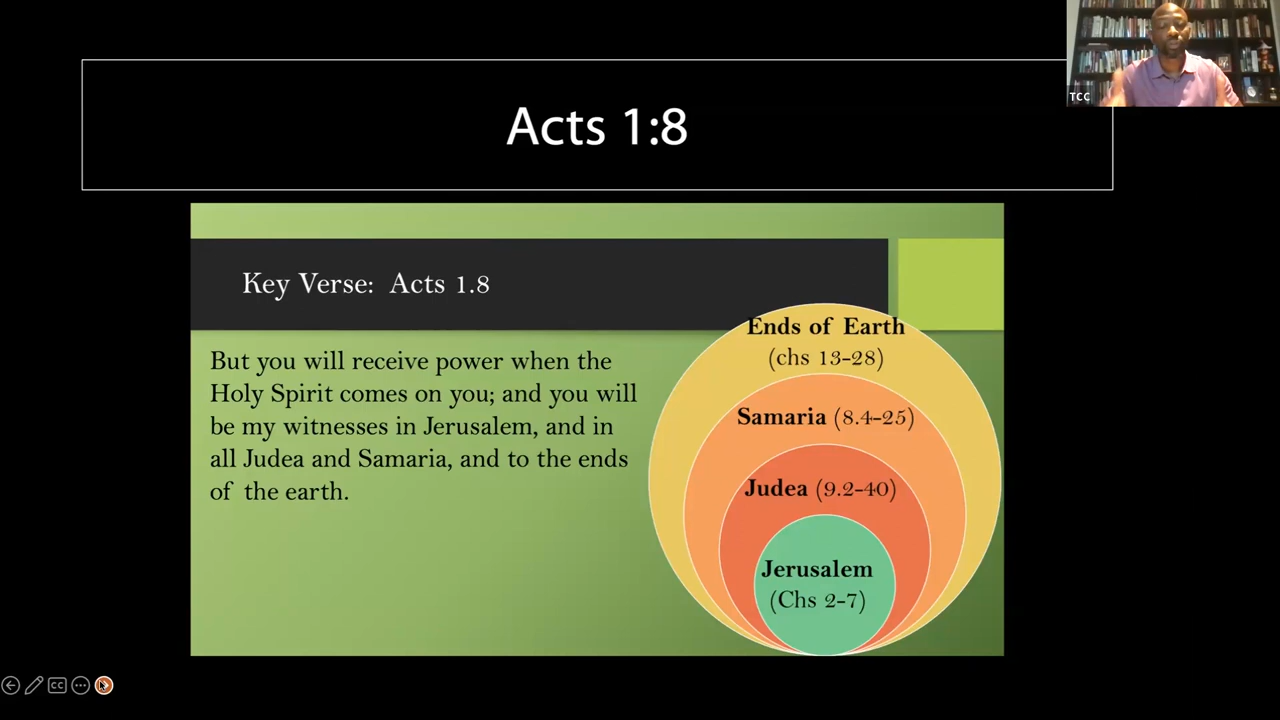 TCC
Acts 1:8
Key Verse: Acts 1.8
But you will receive power when the
Holy Spirit comes on you; and you will
be my witnesses in Jerusalem, and in
all Judea and Samaria, and to the ends
of the earth.
Ends of Earth
(chs 13-28)
Samaria (8.4-25)
Judea (9.2-40)
Jerusalem
(Chs 2-7)
CC